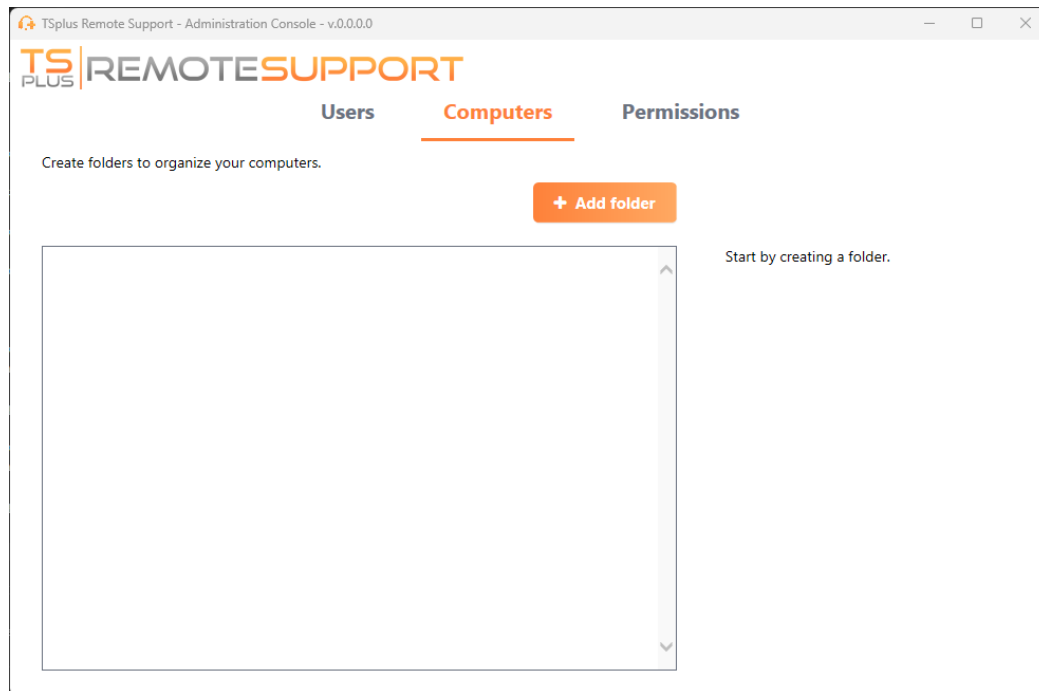 TSplus Remote Support - Administration Console - v.0.0.0.0
TS PLUS REMOTESUPPORT
Users Computers Permissions
Create folders to organize your computers.
+ Add folder
Start by creating a folder.